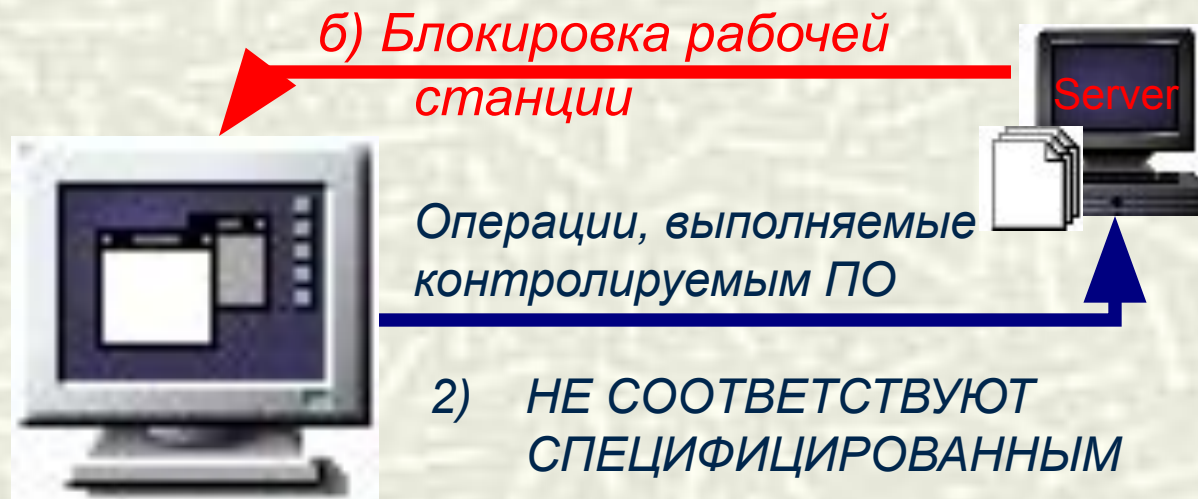 б) Блокировка рабочей
станции
Server
Операции, выполняемые
контролируемым ПО
2) НЕ СООТВЕТСТВУЮТ
СПЕЦИФИЦИРОВАННЫМ